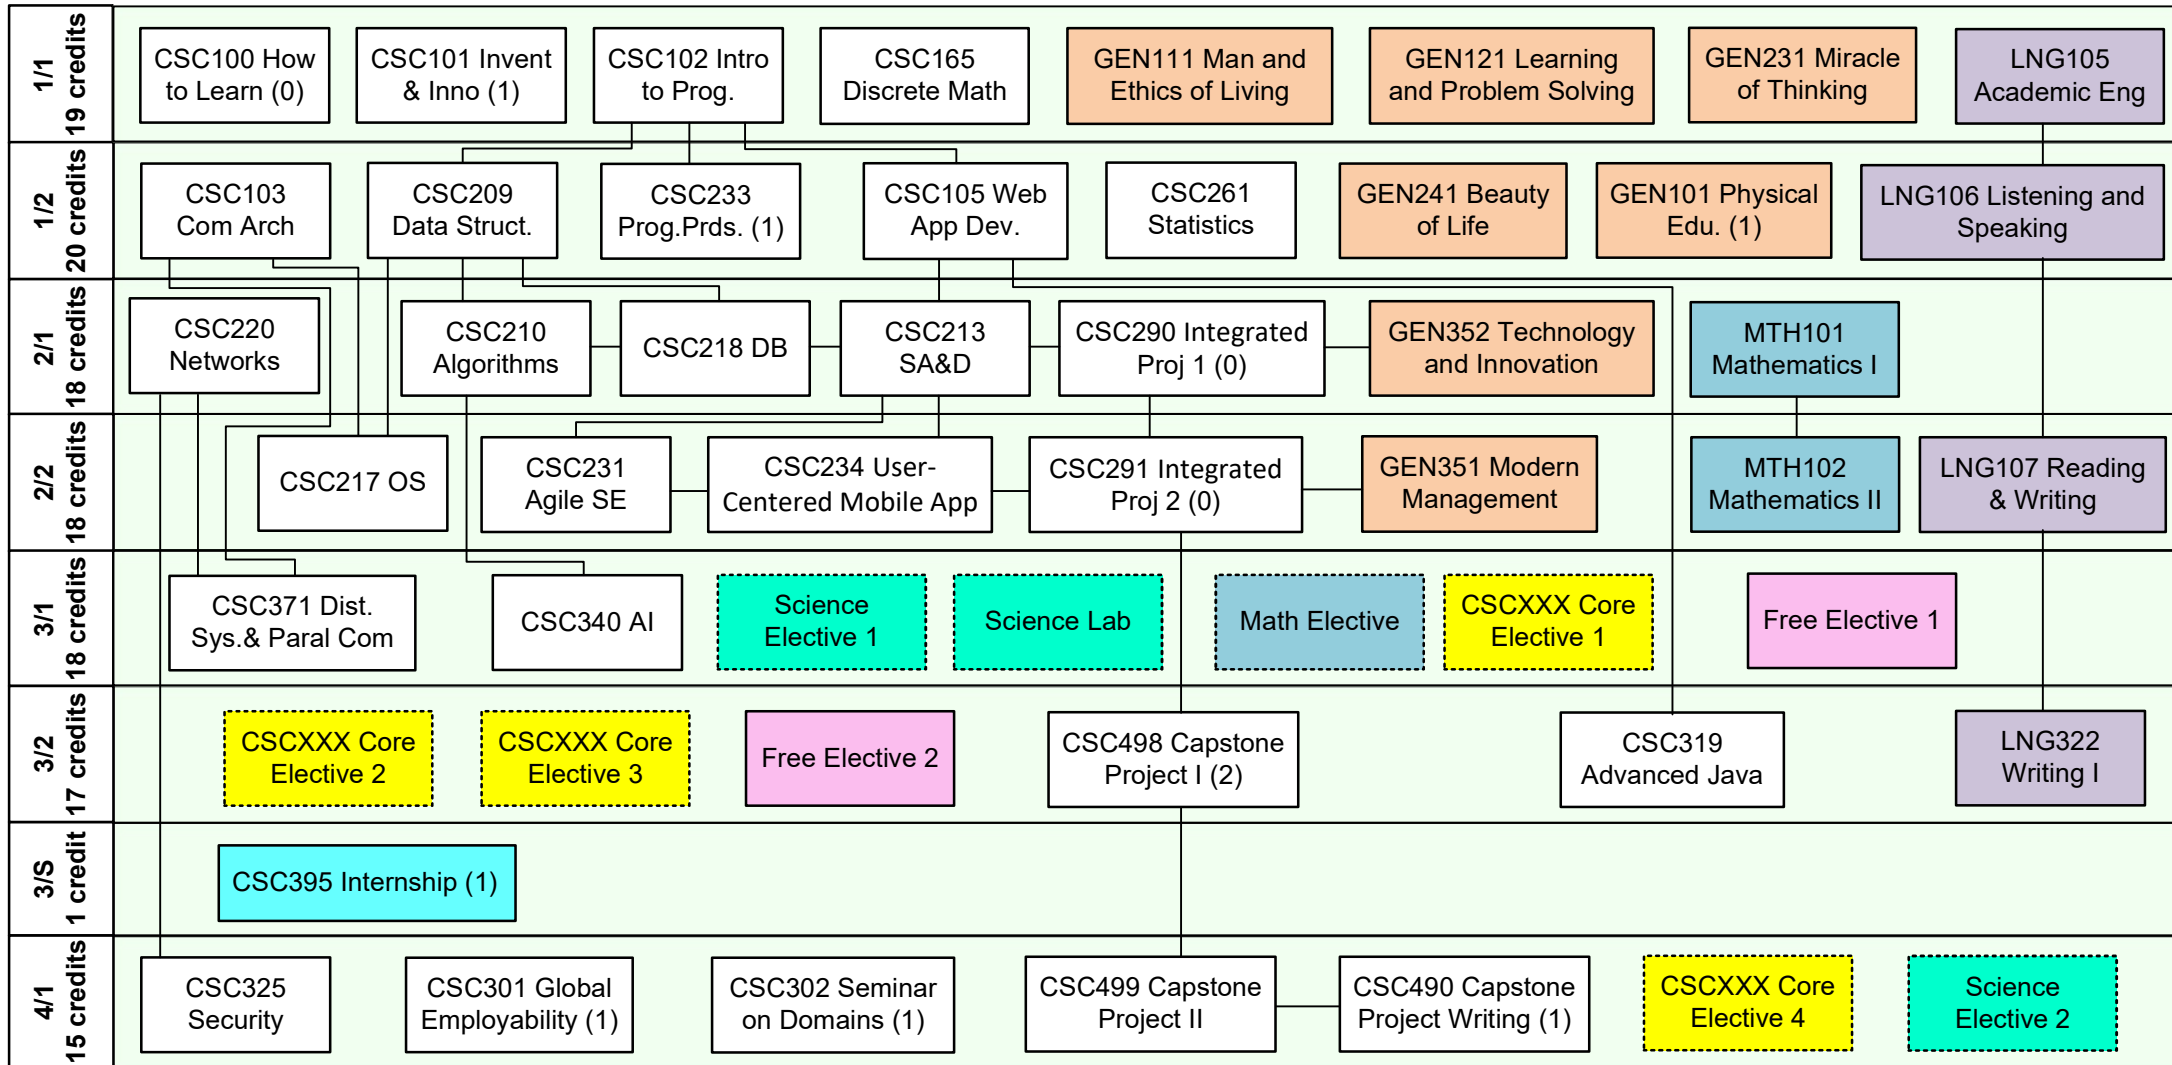 1/1
19 credits
CSC100 How
to Learn (0)
CSC101 Invent
& Inno (1)
CSC102 Intro
to Prog.
CSC165
Discrete Math
GEN111 Man and
Ethics of Living
GEN121 Learning
and Problem Solving
GEN231 Miracle
of Thinking
LNG105
Academic Eng
1/2
20 credits
CSC103
Com Arch
CSC209
Data Struct.
CSC233
Prog.Prds. (1)
CSC105 Web
App Dev.
CSC261
Statistics
GEN241 Beauty
of Life
GEN101 Physical
Edu. (1)
LNG106 Listening and
Speaking
2/1
18 credits
CSC220
Networks
CSC210
Algorithms
CSC218 DB
CSC213
SA&D
CSC290 Integrated
Proj 1 (0)
GEN352 Technology
and Innovation
MTH101
Mathematics I
2/2
18 credits
CSC217 OS
CSC231
Agile SE
CSC234 User-
Centered Mobile App
CSC291 Integrated
Proj 2 (0)
GEN351 Modern
Management
MTH102
Mathematics II
LNG107 Reading
& Writing
3/1
18 credits
CSC371 Dist.
Sys.& Paral Com
CSC340 AI
Science
Elective 1
Science Lab
Math Elective
CSCXXX Core
Elective 1
Free Elective 1
3/2
17 credits
CSCXXX Core
Elective 2
CSCXXX Core
Elective 3
Free Elective 2
CSC498 Capstone
Project I (2)
CSC319
Advanced Java
LNG322
Writing I
3/S
1 credit
CSC395 Internship (1)
4/1
15 credits
CSC325
Security
CSC301 Global
Employability (1)
CSC302 Seminar
on Domains (1)
CSC499 Capstone
Project II
CSC490 Capstone
Project Writing (1)
CSCXXX Core
Elective 4
Science
Elective 2